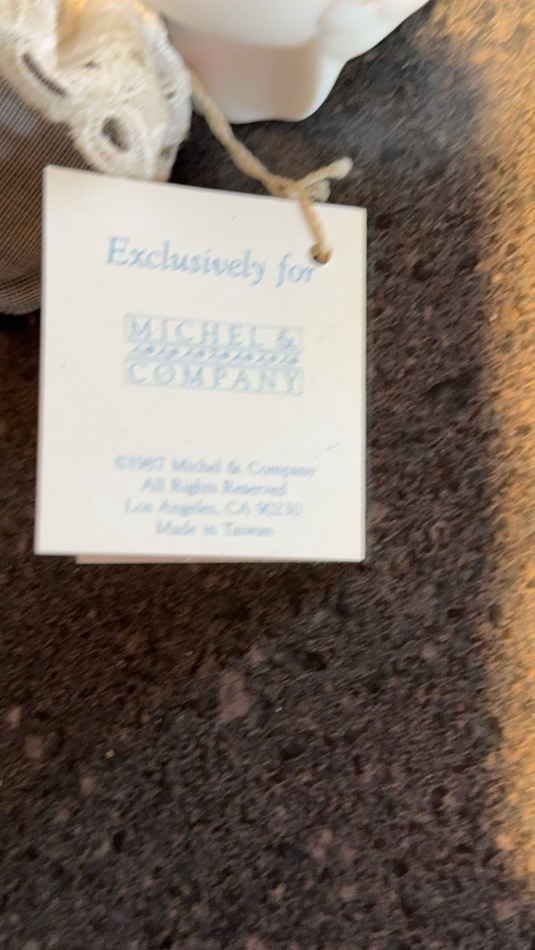 Exclusively for
MICHEL &
COMPANY
©1987 Michel & Company
All Rights Reserved
Los Angeles, CA 90230
Made in Taiwan